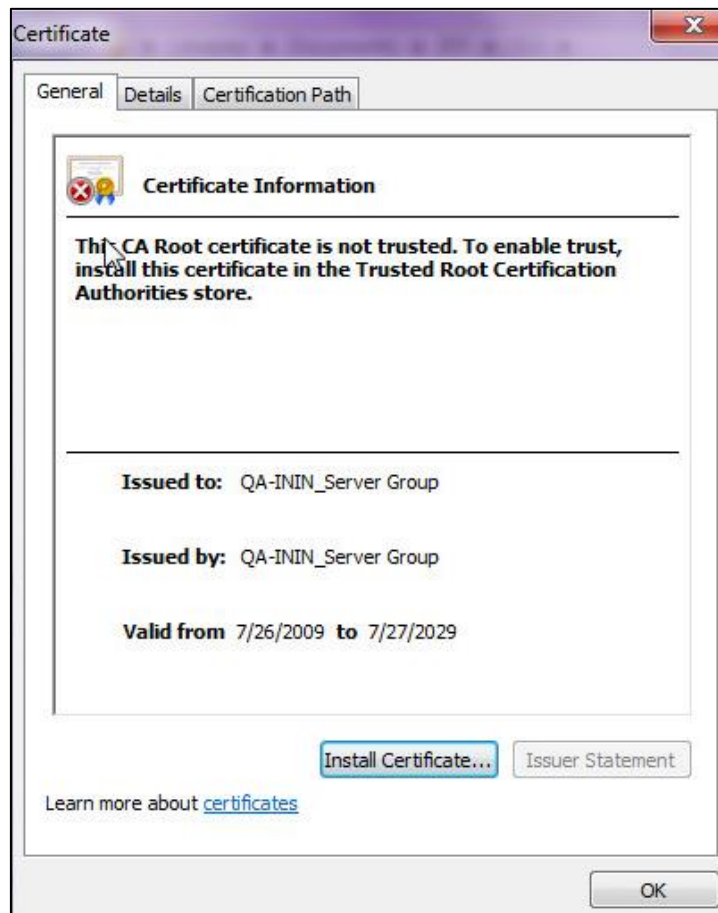 Certificate
General Details Certification Path
Certificate Information
This CA Root certificate is not trusted. To enable trust,
install this certificate in the Trusted Root Certification
Authorities store.
Issued to: QA-ININ_Server Group
Issued by: QA-ININ_Server Group
Valid from 7/26/2009 to 7/27/2029
Install Certificate... Issuer Statement
Learn more about certificates
OK